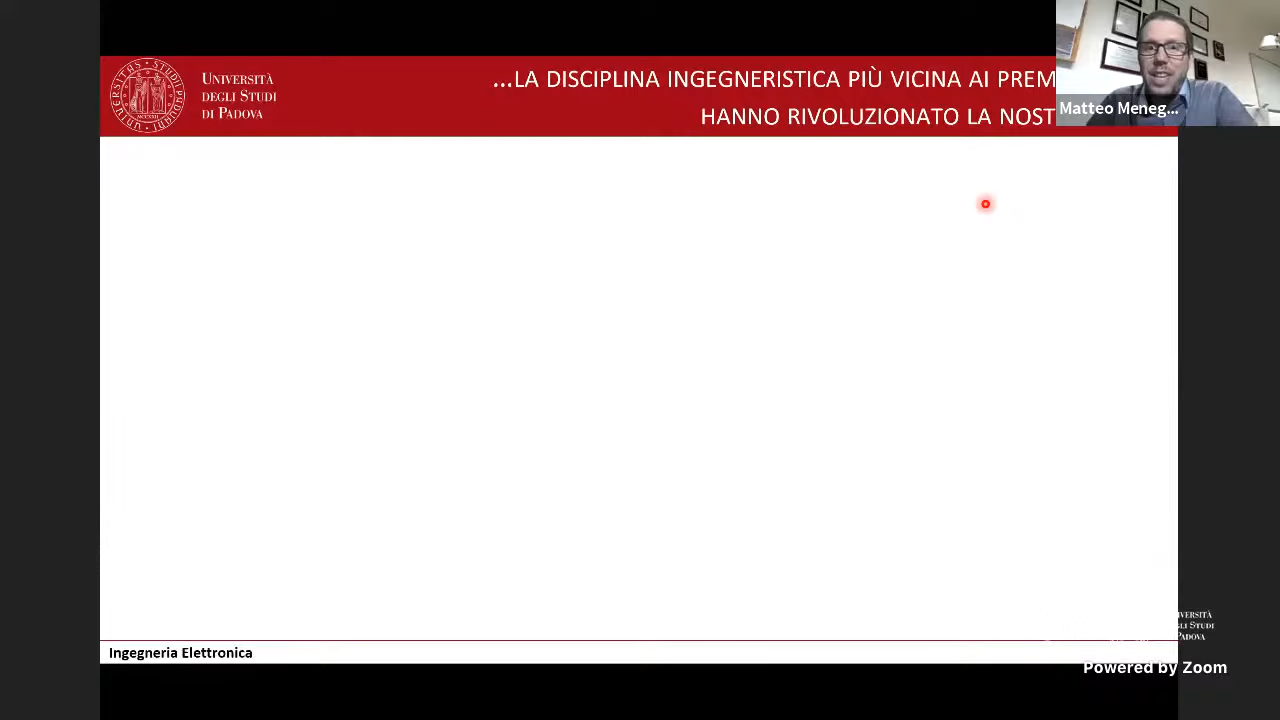 UNIVERSITÀ
DEGLI STUDI
DI PADOVA
...LA DISCIPLINA INGEGNERISTICA PIÙ VICINA AI PREM
HANNO RIVOLUZIONATO LA NOST
Matteo Meneg...
Ingegneria Elettronica
Powered by Zoom